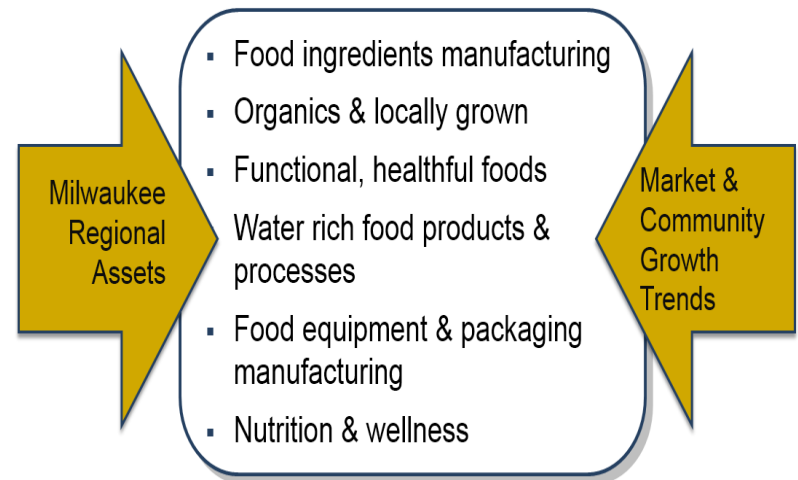 Milwaukee
Regional
Assets
▪ Food ingredients manufacturing
▪ Organics & locally grown
▪ Functional, healthful foods
Water rich food products &
processes
▪ Food equipment & packaging
manufacturing
▪ Nutrition & wellness
Market &
Community
Growth
Trends